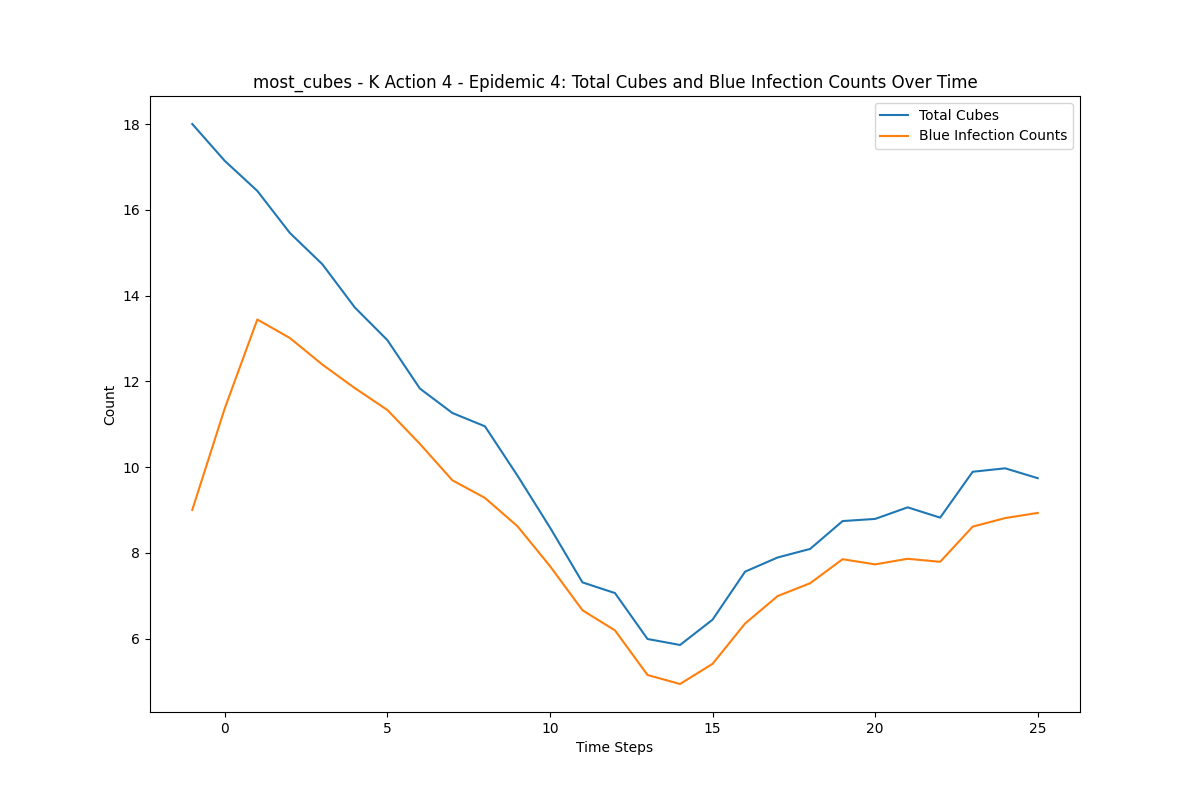 most_cubes - K Action 4 - Epidemic 4: Total Cubes and Blue Infection Counts Over Time
Total Cubes
Blue Infection Counts
18
16
14
12
10
8
6
Count
0 5 10 15 20 25
Time Steps